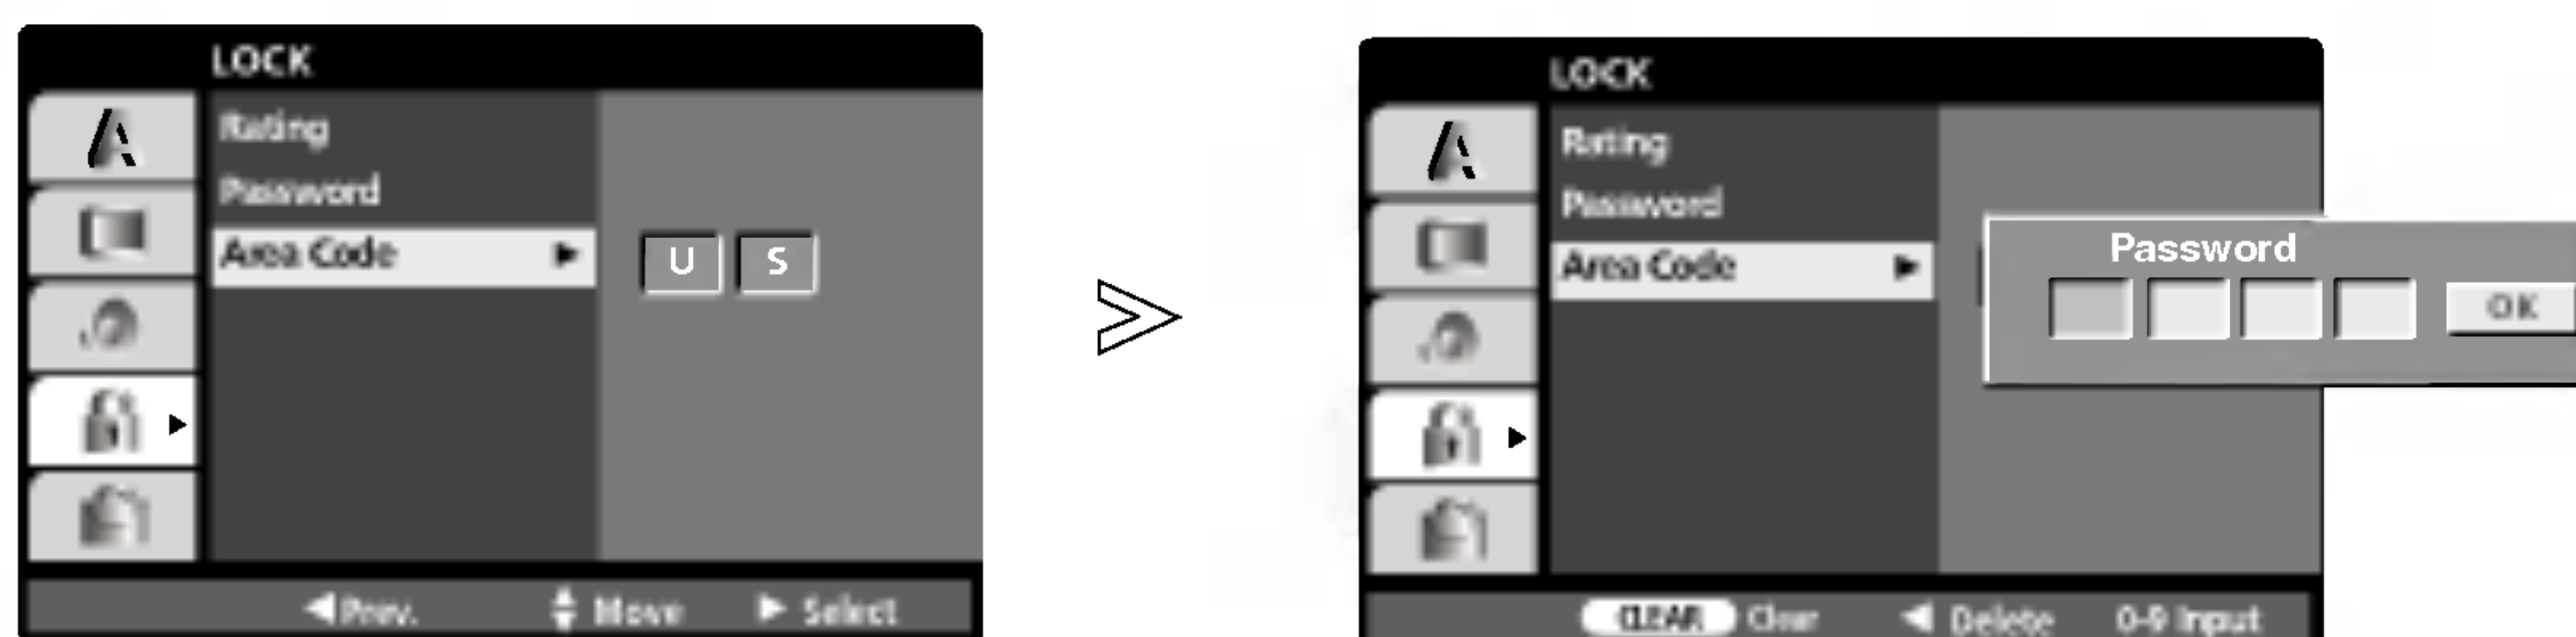 LOCK
Rating
Password
Area Code ▶ U S
◀ Prev. Move ▶ Select
LOCK
Rating
Password
Area Code ▶
Password
OK
CLEAR Clear ◀ Delete 0-9 Input